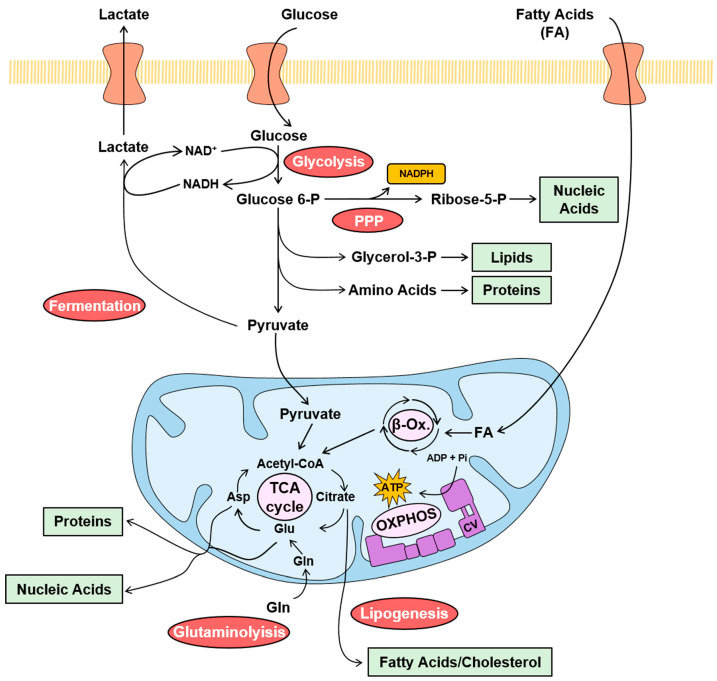 Lactate
Glucose
Fatty Acids
(FA)
Lactate
NAD+
Glucose
Glycolysis
NADH
NADPH
Glucose 6-P
Ribose-5-P
Nucleic
Acids
PPP
Glycerol-3-P
Lipids
Fermentation
Amino Acids
Proteins
Pyruvate
Pyruvate
β-Ox.
FA
Acetyl-CoA
ADP + Pi
TCA
cycle
Asp
Citrate
ATP
Glu
OXPHOS
CV
Proteins
Gln
Nucleic Acids
Gln
Glutaminolyisis
Lipogenesis
Fatty Acids/Cholesterol